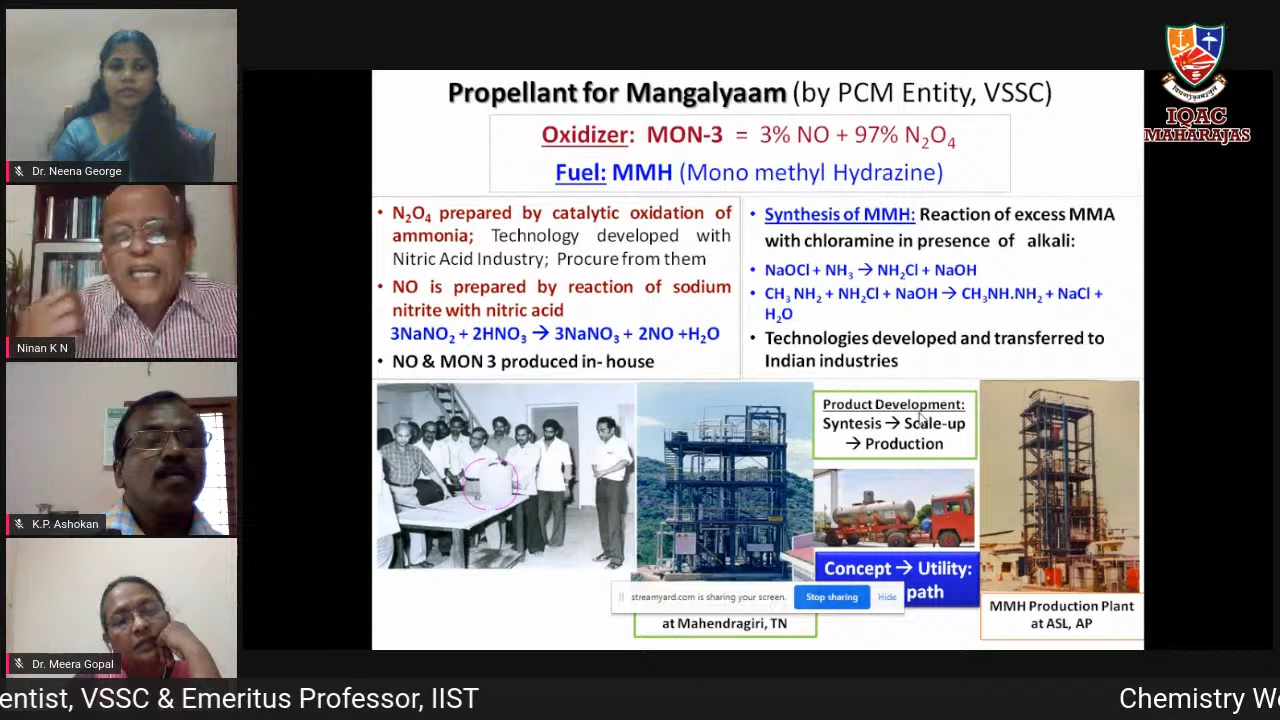 Dr. Neena George
Ninan K N
K.P. Ashokan
Dr. Meera Gopal
IQAC
MAHARAJAS
Propellant for Mangalyaam (by PCM Entity, VSSC)
Oxidizer: MON-3 = 3% NO + 97% N₂O₄
Fuel: MMH (Mono methyl Hydrazine)
• N₂O₄ prepared by catalytic oxidation of
ammonia; Technology developed with
Nitric Acid Industry; Procure from them
• NO is prepared by reaction of sodium
nitrite with nitric acid
3NaNO₂ + 2HNO₃ → 3NaNO₃ + 2NO +H₂O
• NO & MON 3 produced in- house
• Synthesis of MMH: Reaction of excess MMA
with chloramine in presence of alkali:
• NaOCl + NH₃ → NH₂Cl + NaOH
• CH₃ NH₂ + NH₂Cl + NaOH → CH₃NH.NH₂ + NaCl +
H₂O
• Technologies developed and transferred to
Indian industries
Product Development:
Syntesis → Scale-up
→ Production
Concept → Utility:
path
streamyard.com is sharing your screen.
Stop sharing
Hide
at Mahendragiri, TN
MMH Production Plant
at ASL, AP
entist, VSSC & Emeritus Professor, IIST
Chemistry We